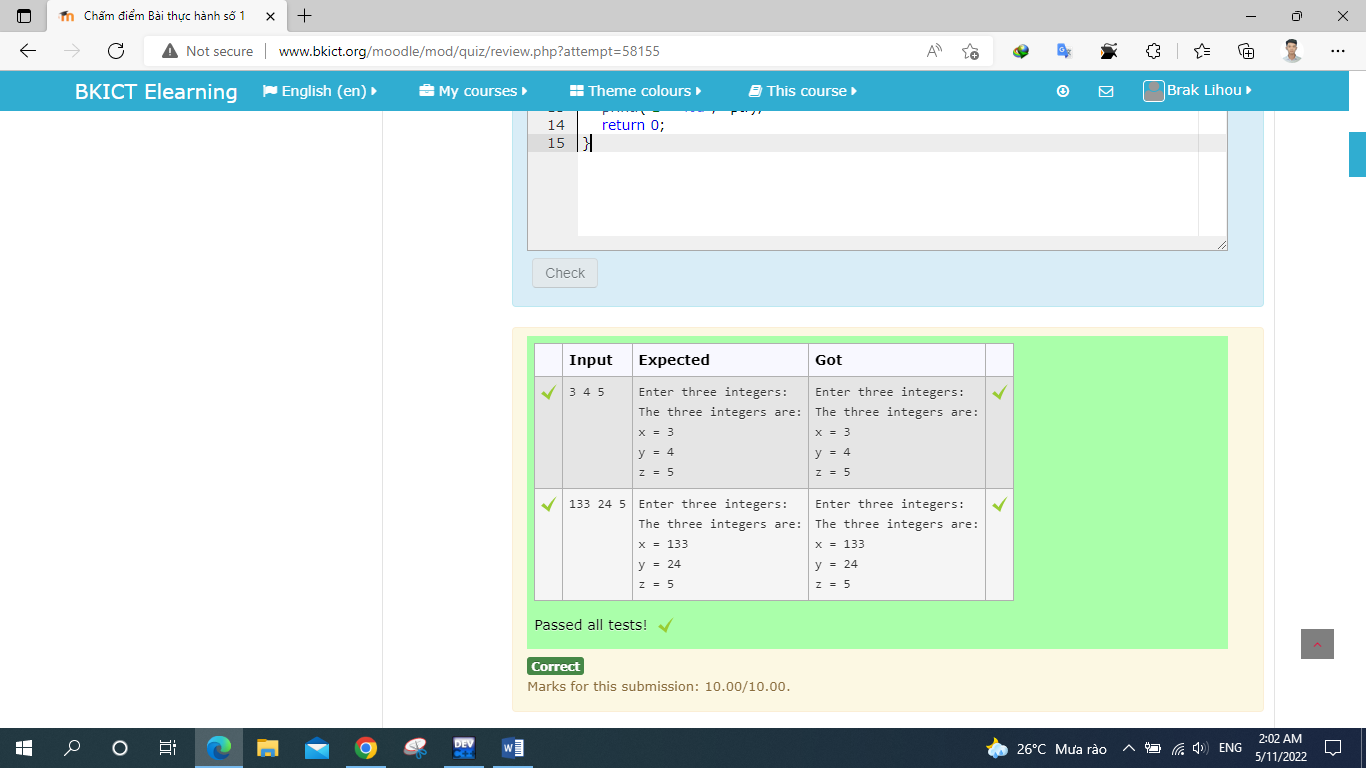 Chấm điểm Bài thực hành số 1
Not secure www.bkict.org/moodle/mod/quiz/review.php?attempt=58155
BKICT Elearning English (en) My courses Theme colours This course Brak Lihou
14 return 0;
15 }
Check
Input Expected Got
3 4 5 Enter three integers: Enter three integers:
The three integers are: The three integers are:
x = 3 x = 3
y = 4 y = 4
z = 5 z = 5
133 24 5 Enter three integers: Enter three integers:
The three integers are: The three integers are:
x = 133 x = 133
y = 24 y = 24
z = 5 z = 5
Passed all tests!
Correct
Marks for this submission: 10.00/10.00.
DEV
26°C Mưa rào ENG 2:02 AM
5/11/2022